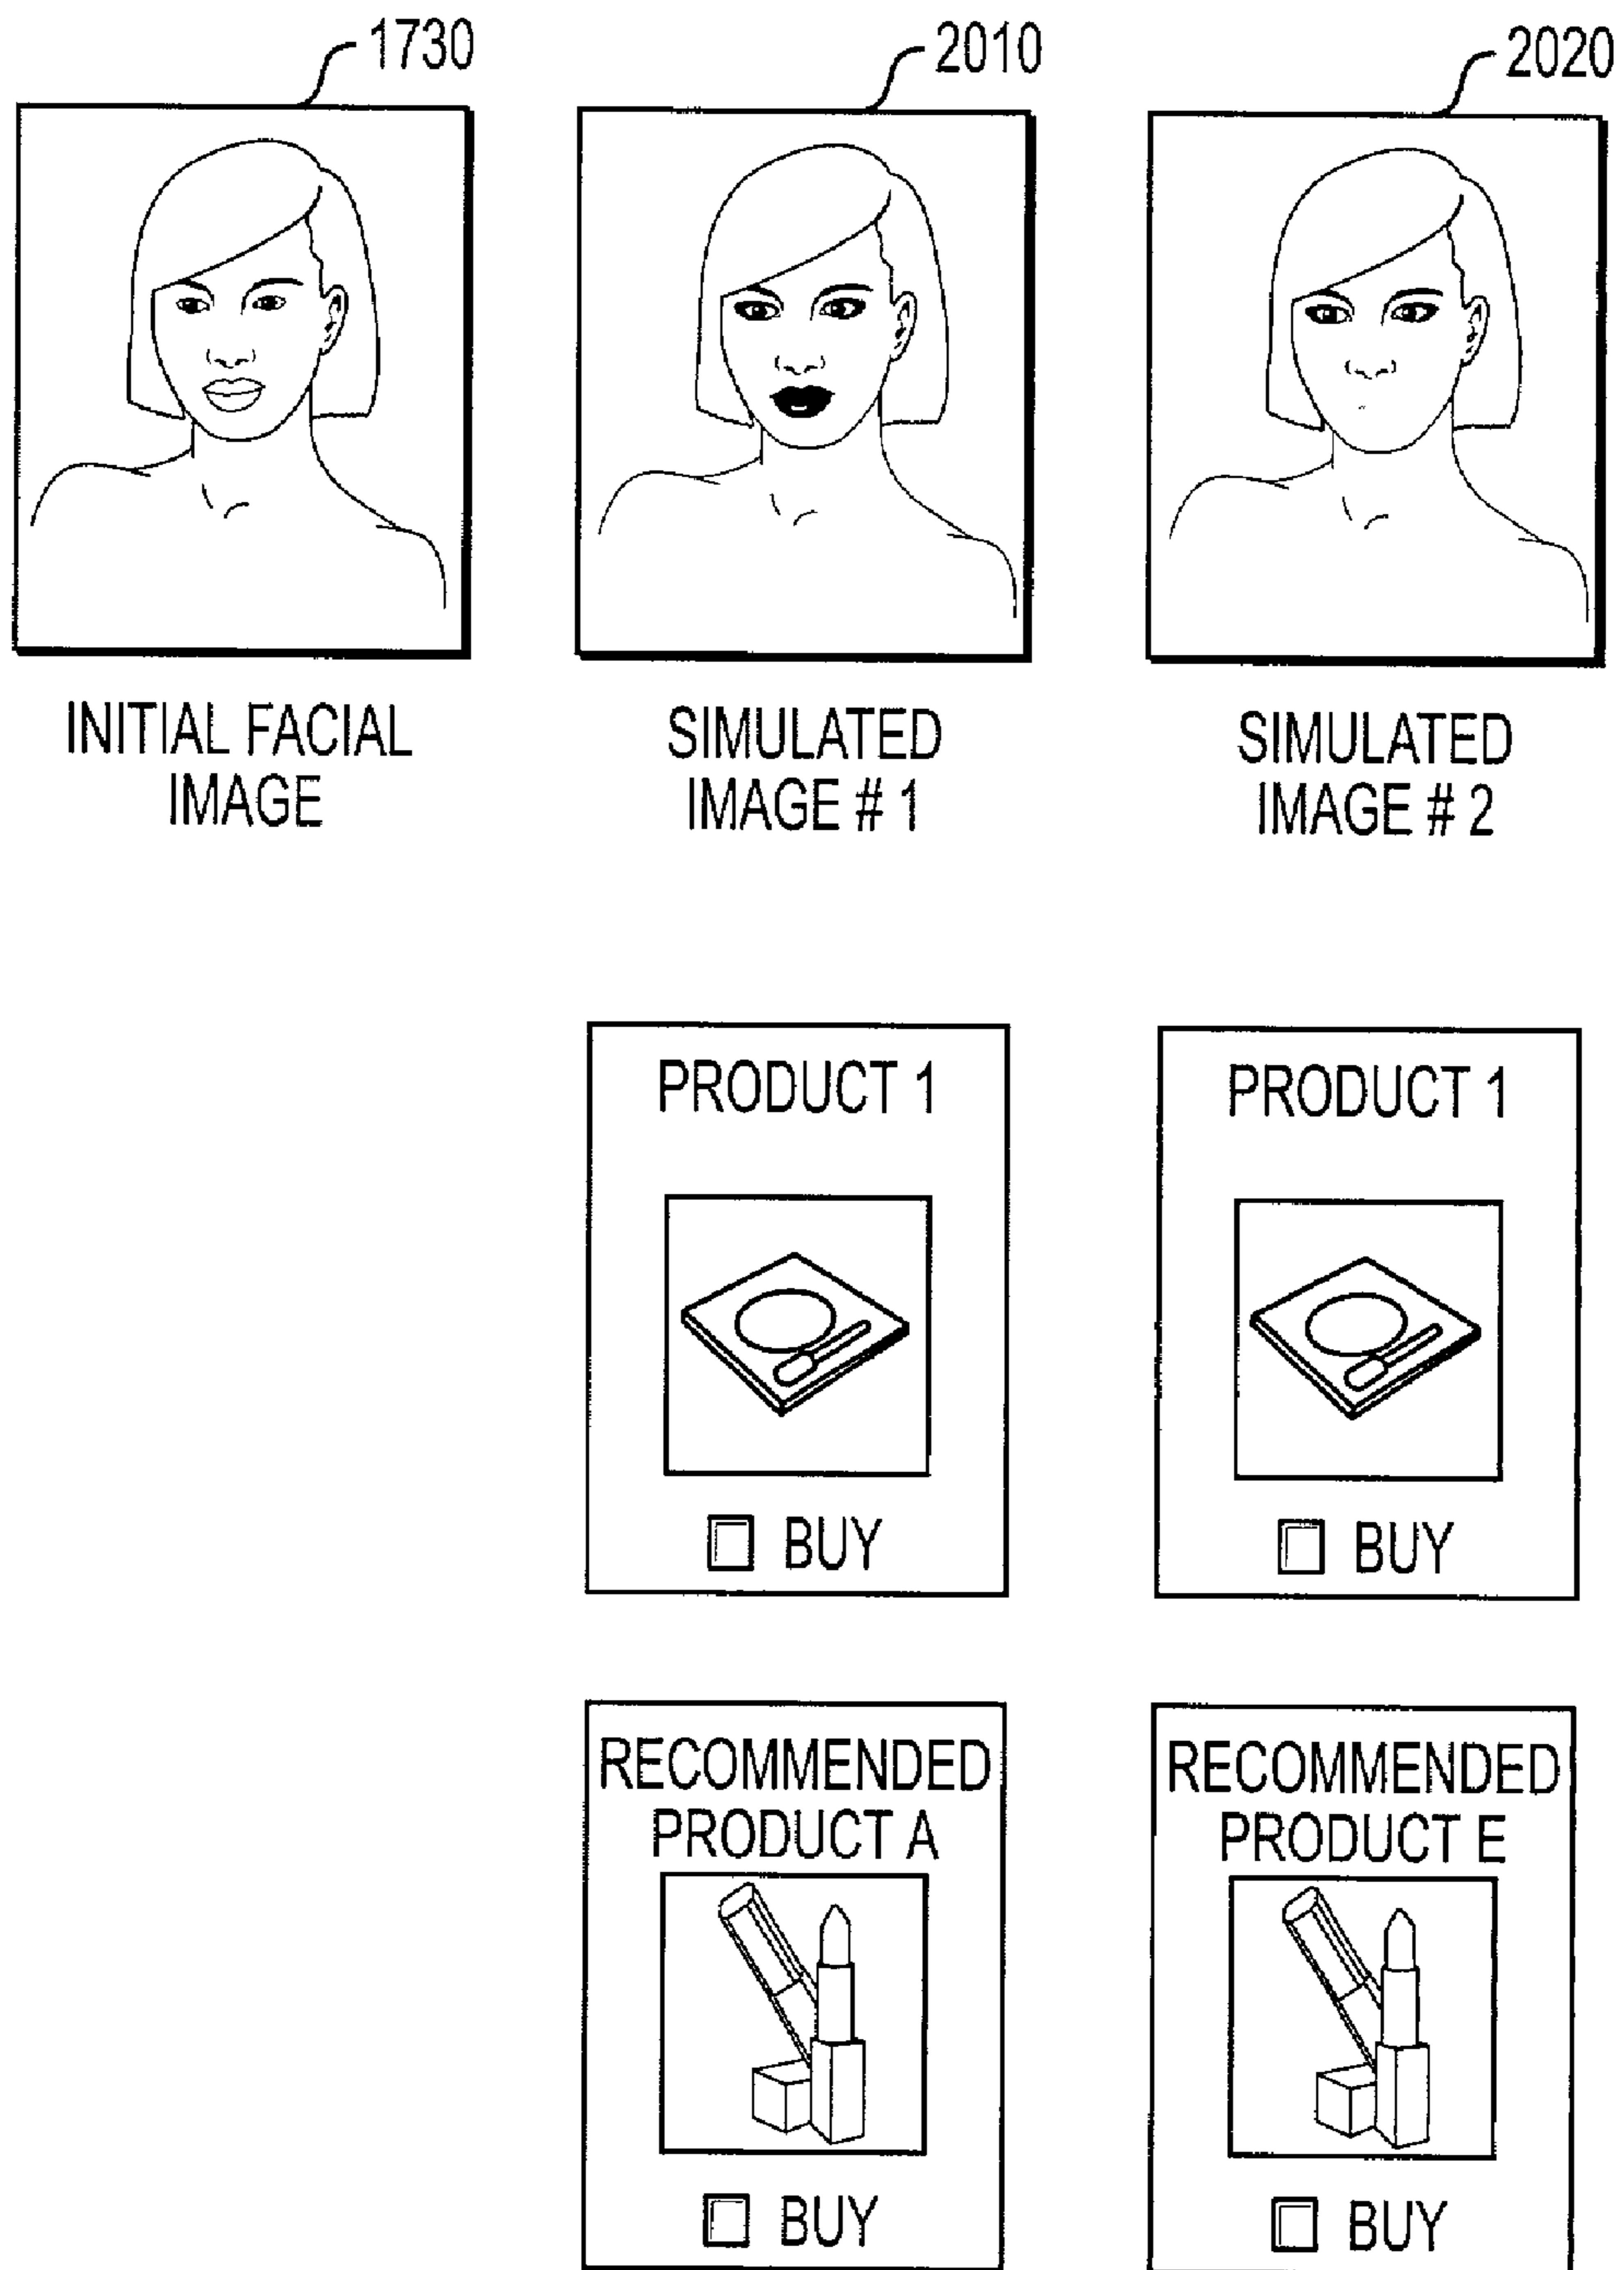 1730
2010
2020
INITIAL FACIAL
IMAGE
SIMULATED
IMAGE # 1
SIMULATED
IMAGE # 2
PRODUCT 1
BUY
PRODUCT 1
BUY
RECOMMENDED
PRODUCT A
BUY
RECOMMENDED
PRODUCT E
BUY